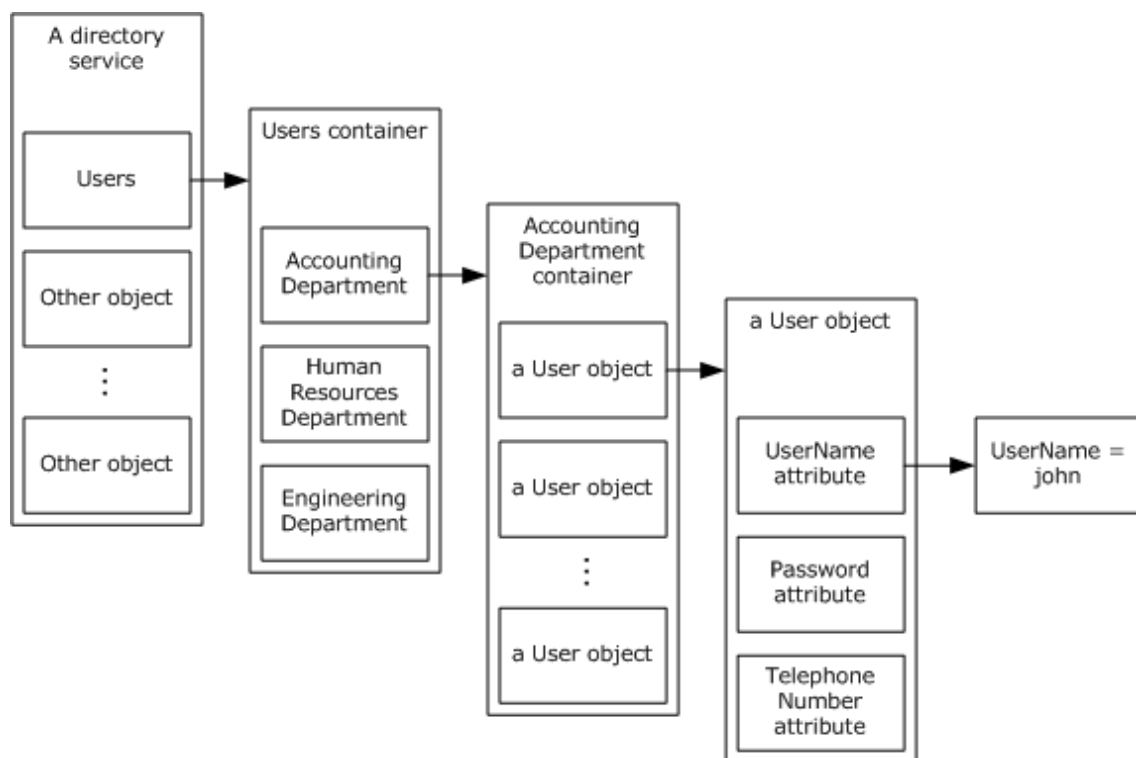 A directory
service
Users
Other object
Other object
Users container
Accounting
Department
Human
Resources
Department
Engineering
Department
Accounting
Department
container
a User object
a User object
a User object
a User object
UserName
attribute
Password
attribute
Telephone
Number
attribute
UserName =
john